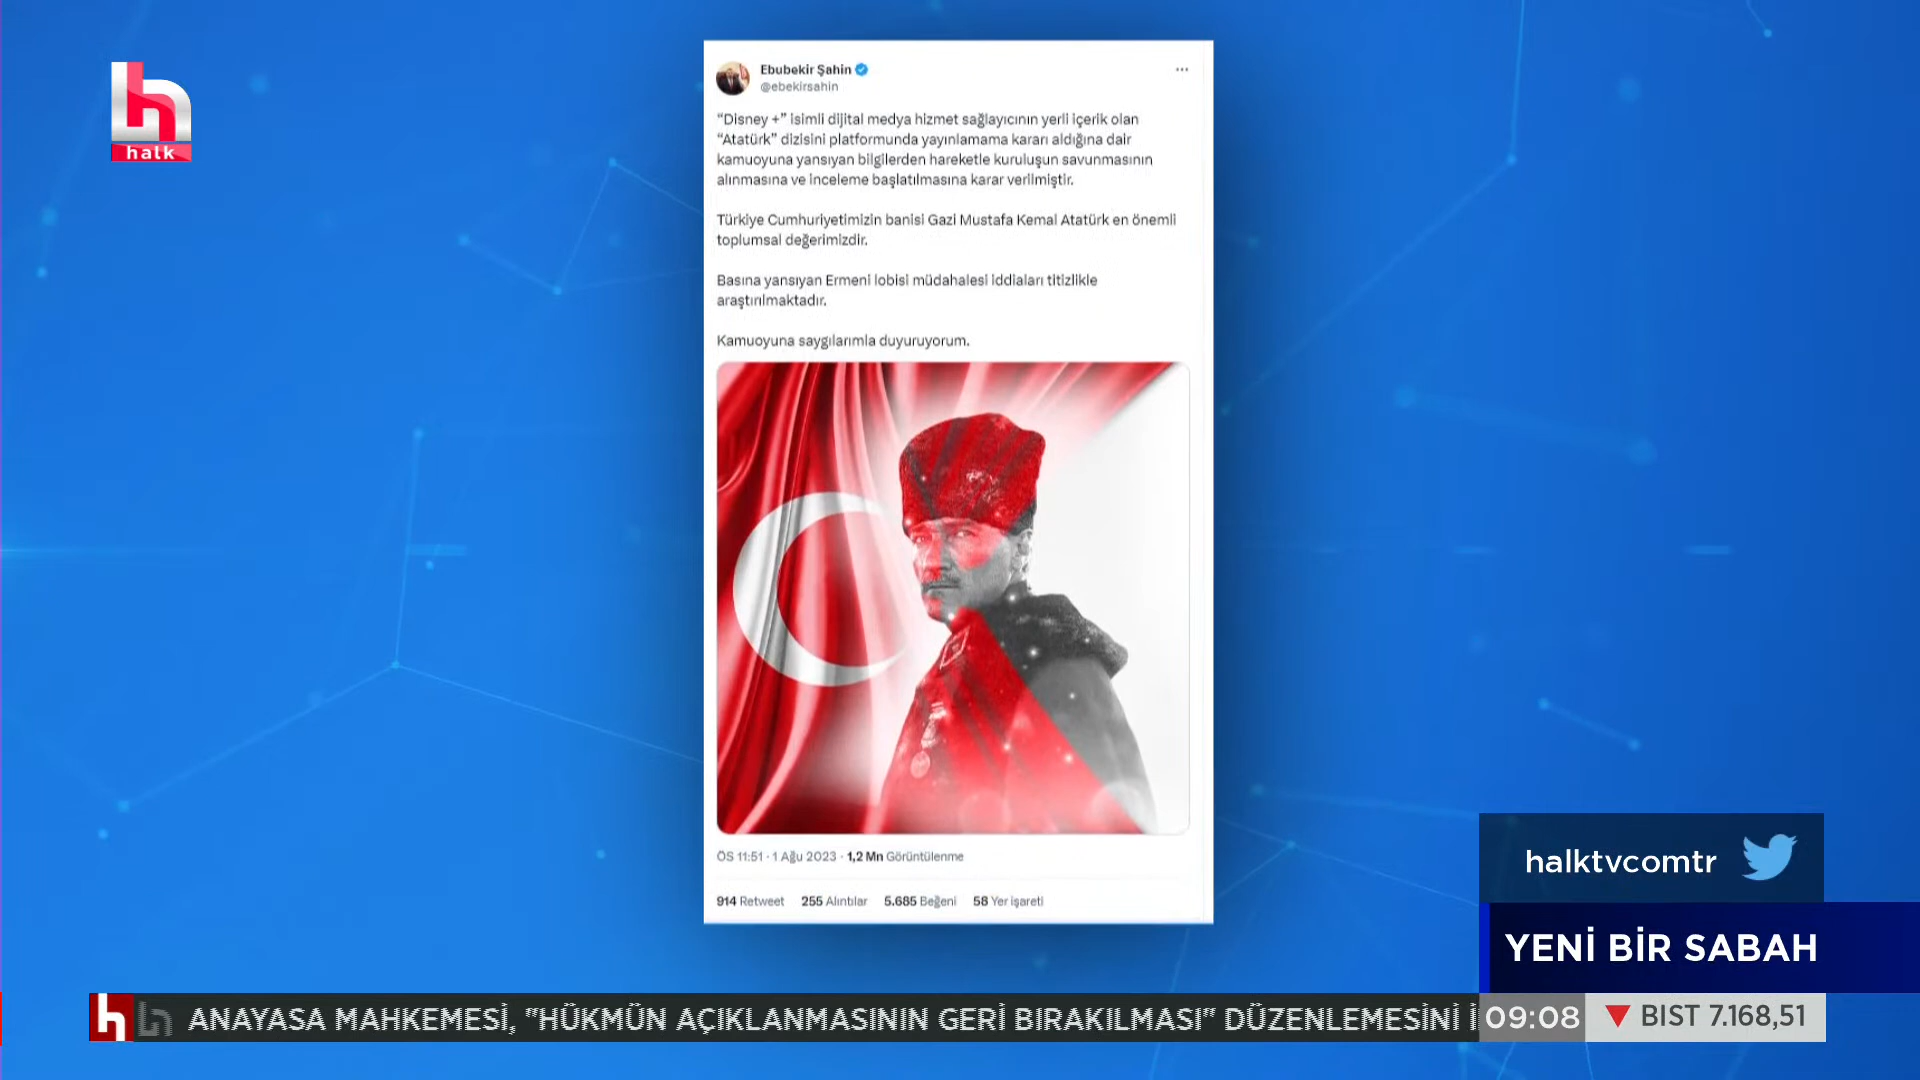 halk
Ebubekir Şahin
@ebekirsahin
“Disney +” isimli dijital medya hizmet sağlayıcının yerli içerik olan
“Atatürk” dizisini platformunda yayınlamama kararı aldığına dair
kamuoyuna yansıyan bilgilerden hareketle kuruluşun savunmasının
alınmasına ve inceleme başlatılmasına karar verilmiştir.
Türkiye Cumhuriyetimizin banisi Gazi Mustafa Kemal Atatürk en önemli
toplumsal değerimizdir.
Basına yansıyan Ermeni lobisi müdahalesi iddiaları titizlikle
araştırılmaktadır.
Kamuoyuna saygılarımla duyuruyorum.
ÖS 11:51 · 1 Ağu 2023 · 1,2 Mn Görüntülenme
914 Retweet 255 Alıntılar 5.685 Beğeni 58 Yer işareti
halktvcomtr
YENİ BİR SABAH
ANAYASA MAHKEMESİ, "HÜKMÜN AÇIKLANMASININ GERİ BIRAKILMASI" DÜZENLEMESİNİ İ
09:08
BIST 7.168,51